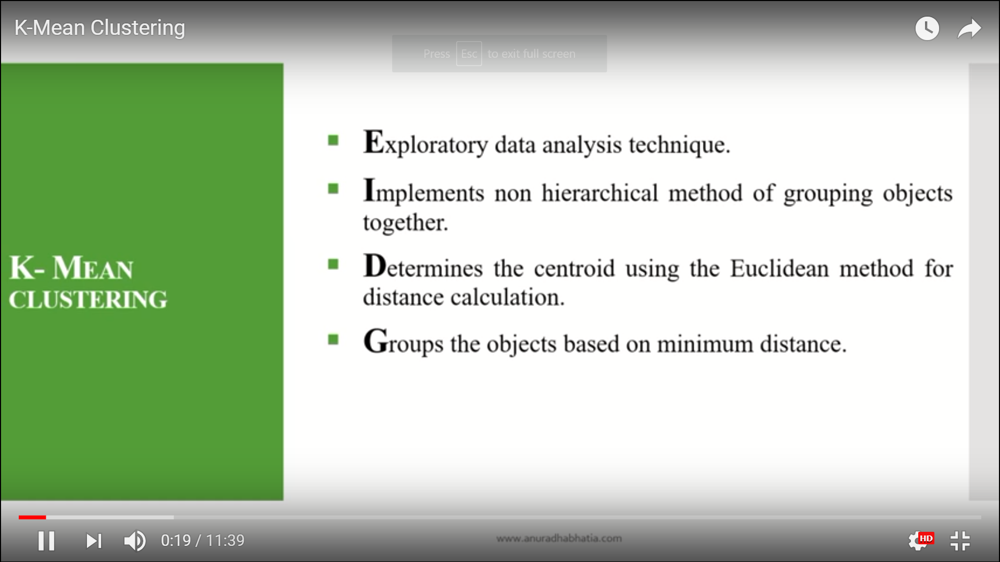 K-Mean Clustering
Press Esc to exit full screen
K- MEAN
CLUSTERING
Exploratory data analysis technique.
Implements non hierarchical method of grouping objects
together.
Determines the centroid using the Euclidean method for
distance calculation.
Groups the objects based on minimum distance.
0:19 / 11:39
www.anuradhabhatia.com
HD